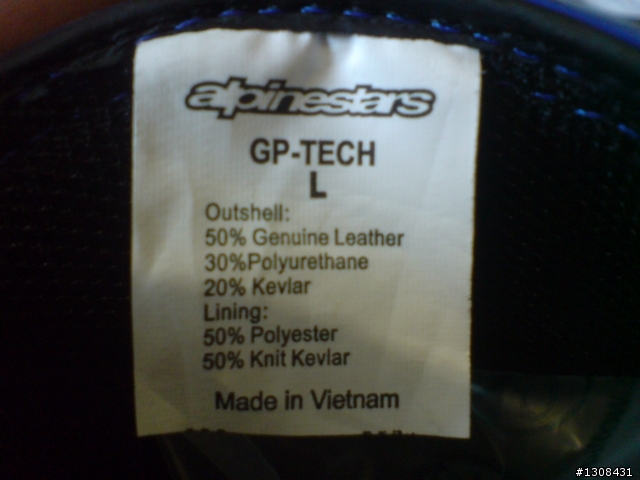 alpinestars
GP-TECH
L
Outshell:
50% Genuine Leather
30%Polyurethane
20% Kevlar
Lining:
50% Polyester
50% Knit Kevlar
Made in Vietnam
#1308431